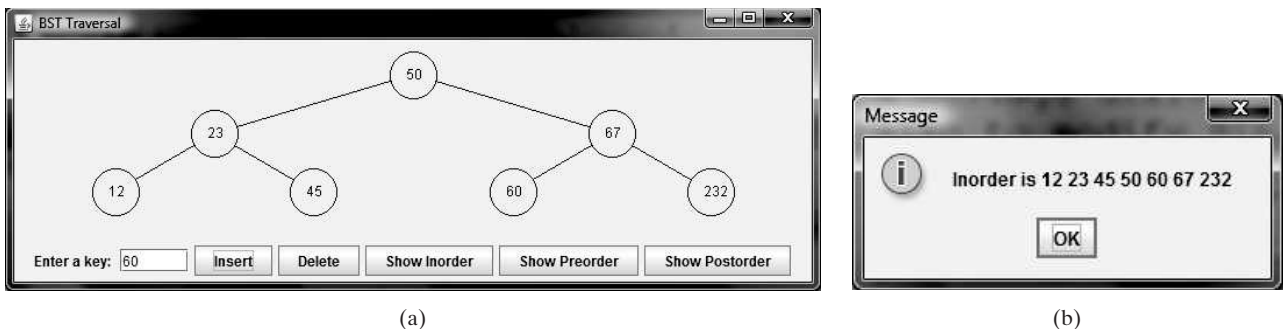 BST Traversal
50
23 67
12 45 60 232
Enter a key: 60 Insert Delete Show Inorder Show Preorder Show Postorder
(a)
Message
X
i
Inorder is 12 23 45 50 60 67 232
OK
(b)